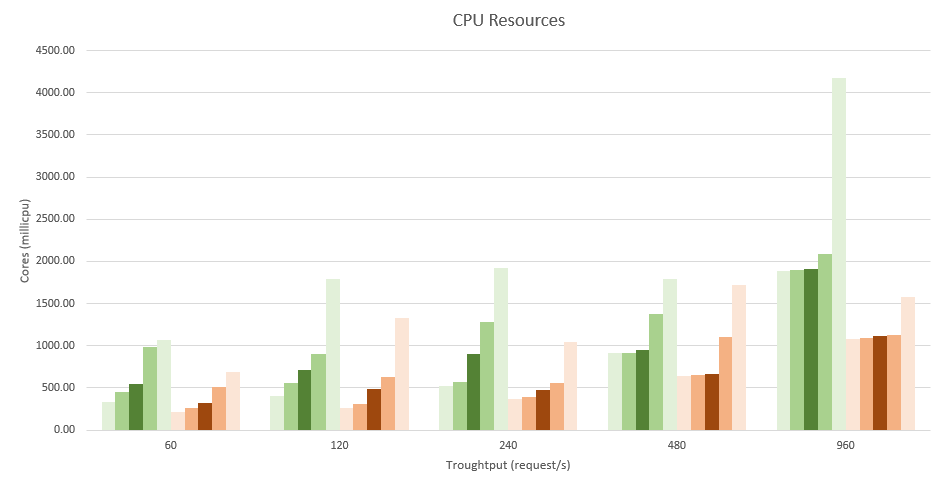 CPU Resources
4500.00
4000.00
3500.00
3000.00
2500.00
2000.00
1500.00
1000.00
500.00
0.00
Cores (millicpu)
60 120 240 480 960
Troughtput (request/s)